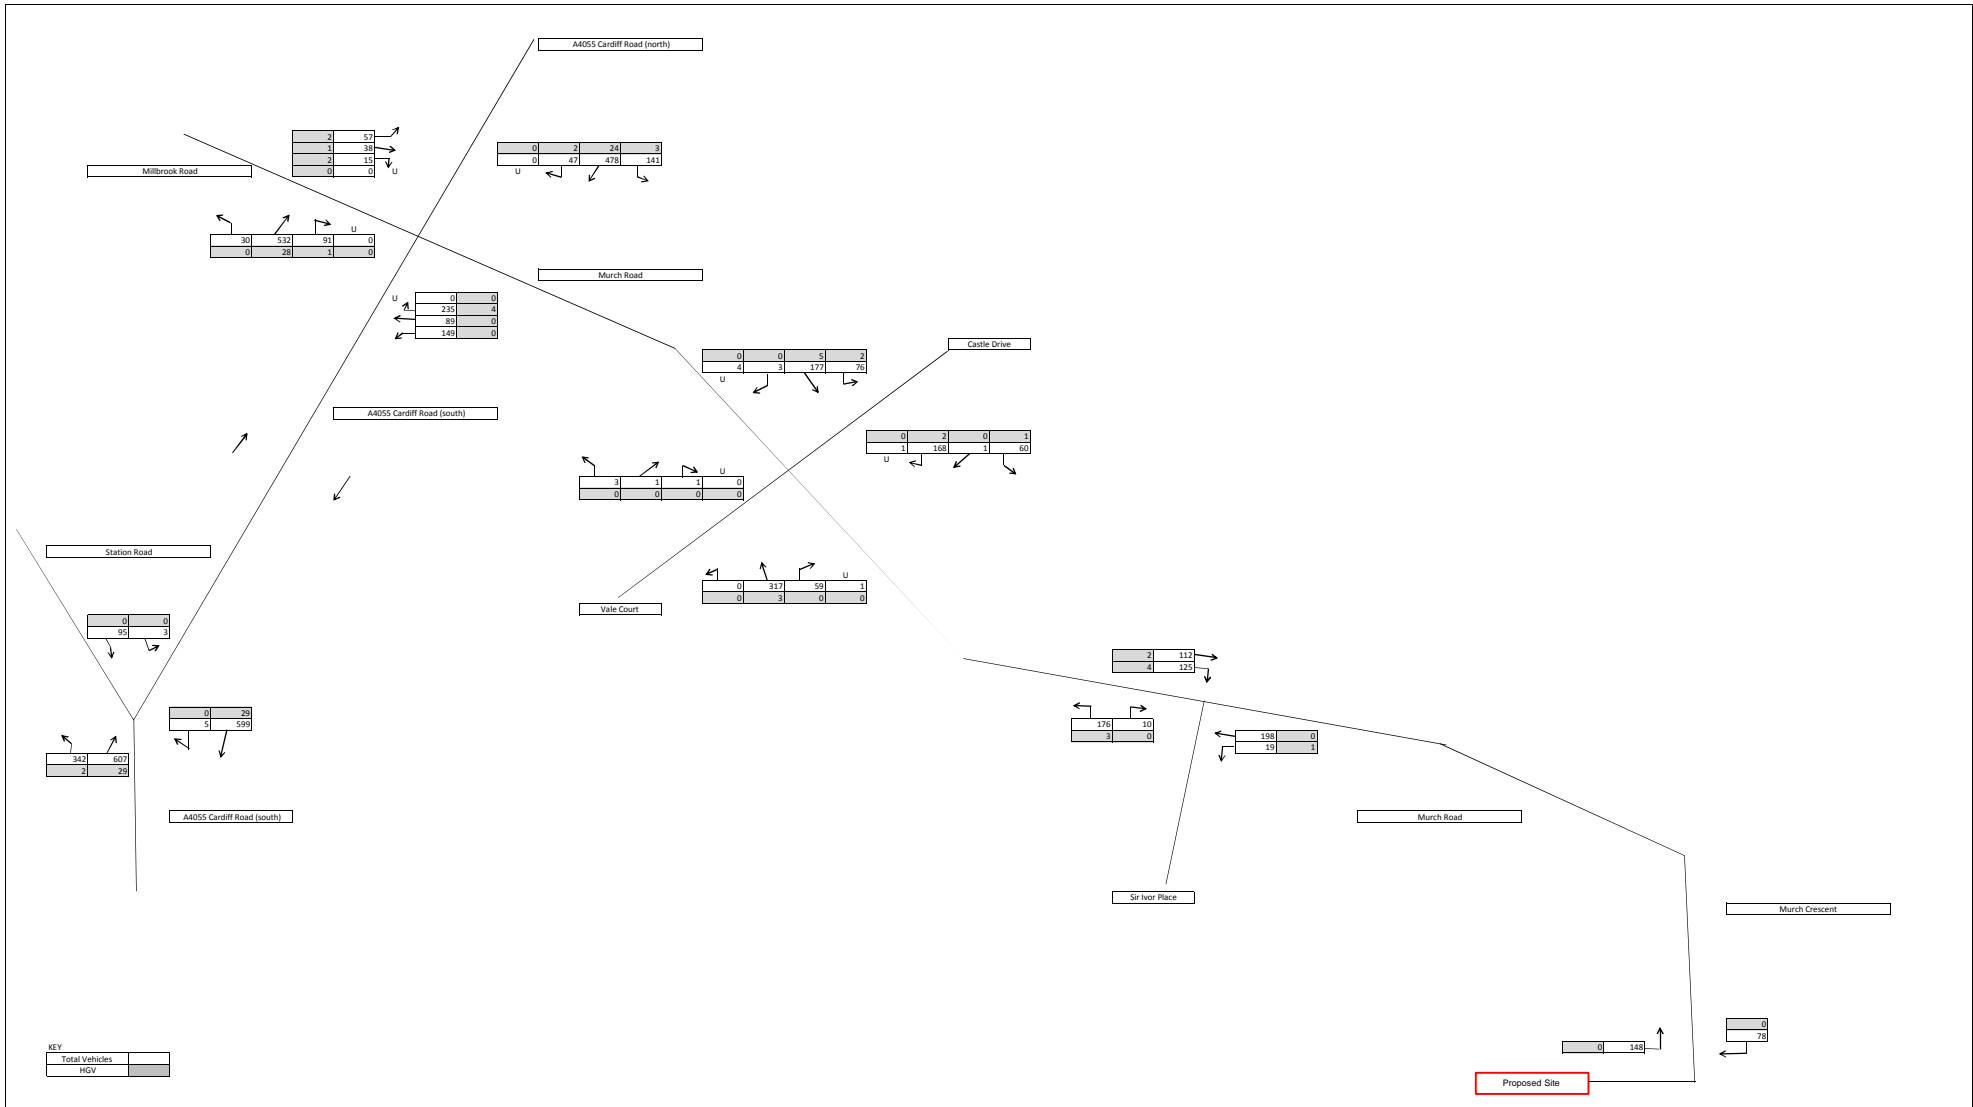 A4055 Cardiff Road (north)
2 57
1 38
2 15
0 0 U
0 2 24 3
0 47 478 141
U
Millbrook Road
U
30 532 91 0
0 28 1 0
Murch Road
U 0 0
235 4
89 0
149 0
Castle Drive
0 0 5 2
4 3 177 76
U
A4055 Cardiff Road (south)
0 2 0 1
1 168 1 60
U
U
3 1 1 0
0 0 0 0
Station Road
U
0 317 59 1
0 3 0 0
Vale Court
0 0
95 3
2 112
4 125
0 29
5 599
176 10
3 0
198 0
19 1
342 607
2 29
A4055 Cardiff Road (south)
Murch Road
Sir Ivor Place
Murch Crescent
0
78
0 148
KEY
Total Vehicles
HGV
Proposed Site